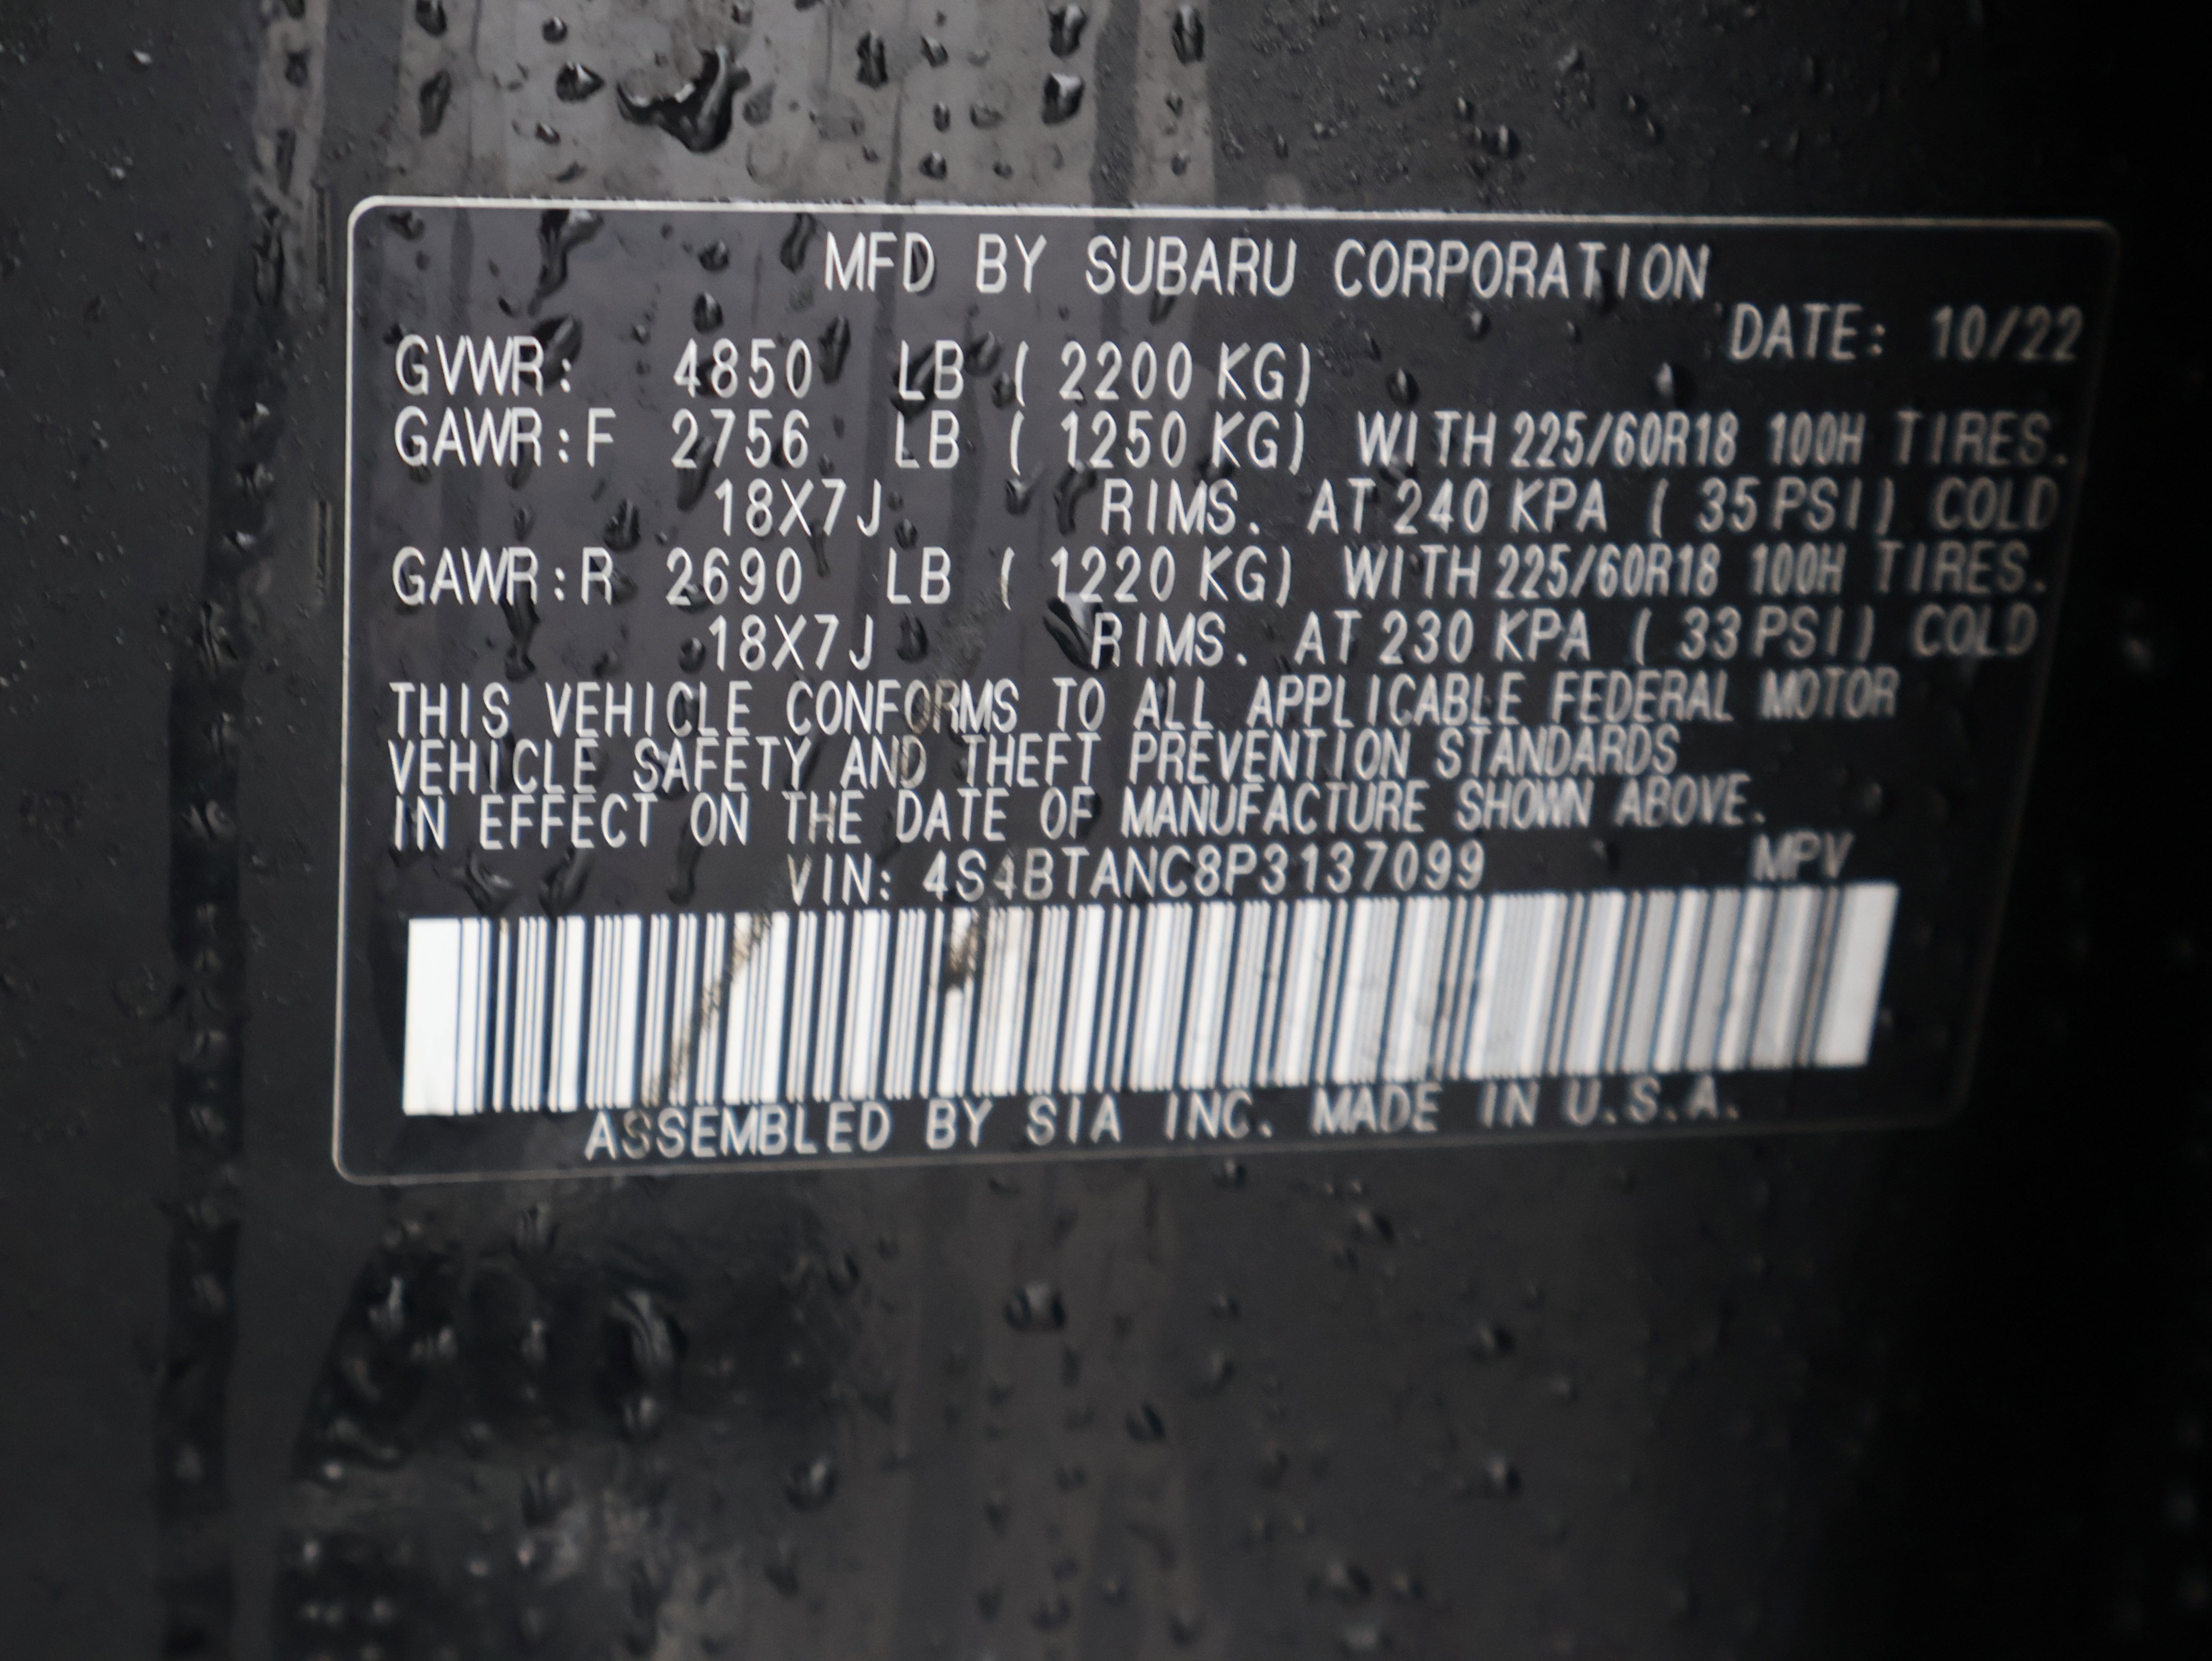 MFD BY SUBARU CORPORATION
DATE: 10/22
GVWR: 4850 LB ( 2200 KG)
GAWR:F 2756 LB ( 1250 KG) WITH 225/60R18 100H TIRES.
18X7J RIMS. AT 240 KPA ( 35 PSI) COLD
GAWR:R 2690 LB ( 1220 KG) WITH 225/60R18 100H TIRES.
18X7J RIMS. AT 230 KPA ( 33 PSI) COLD
THIS VEHICLE CONFORMS TO ALL APPLICABLE FEDERAL MOTOR
VEHICLE SAFETY AND THEFT PREVENTION STANDARDS
IN EFFECT ON THE DATE OF MANUFACTURE SHOWN ABOVE.
VIN: 4S4BTANC8P3137099 MPV
ASSEMBLED BY SIA INC. MADE IN U.S.A.